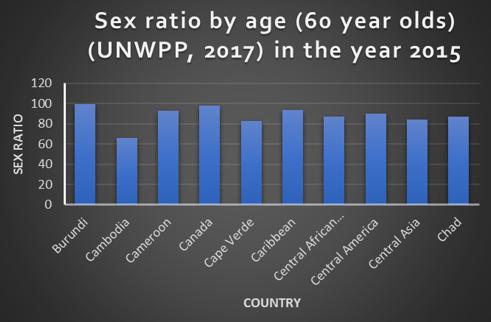 Sex ratio by age (60 year olds)
(UNWPP, 2017) in the year 2015
120
100
80
60
40
20
0
SEX RATIO
Burundi
Cambodia
Cameroon
Canada
Cape Verde
Caribbean
Central African...
Central America
Central Asia
Chad
COUNTRY